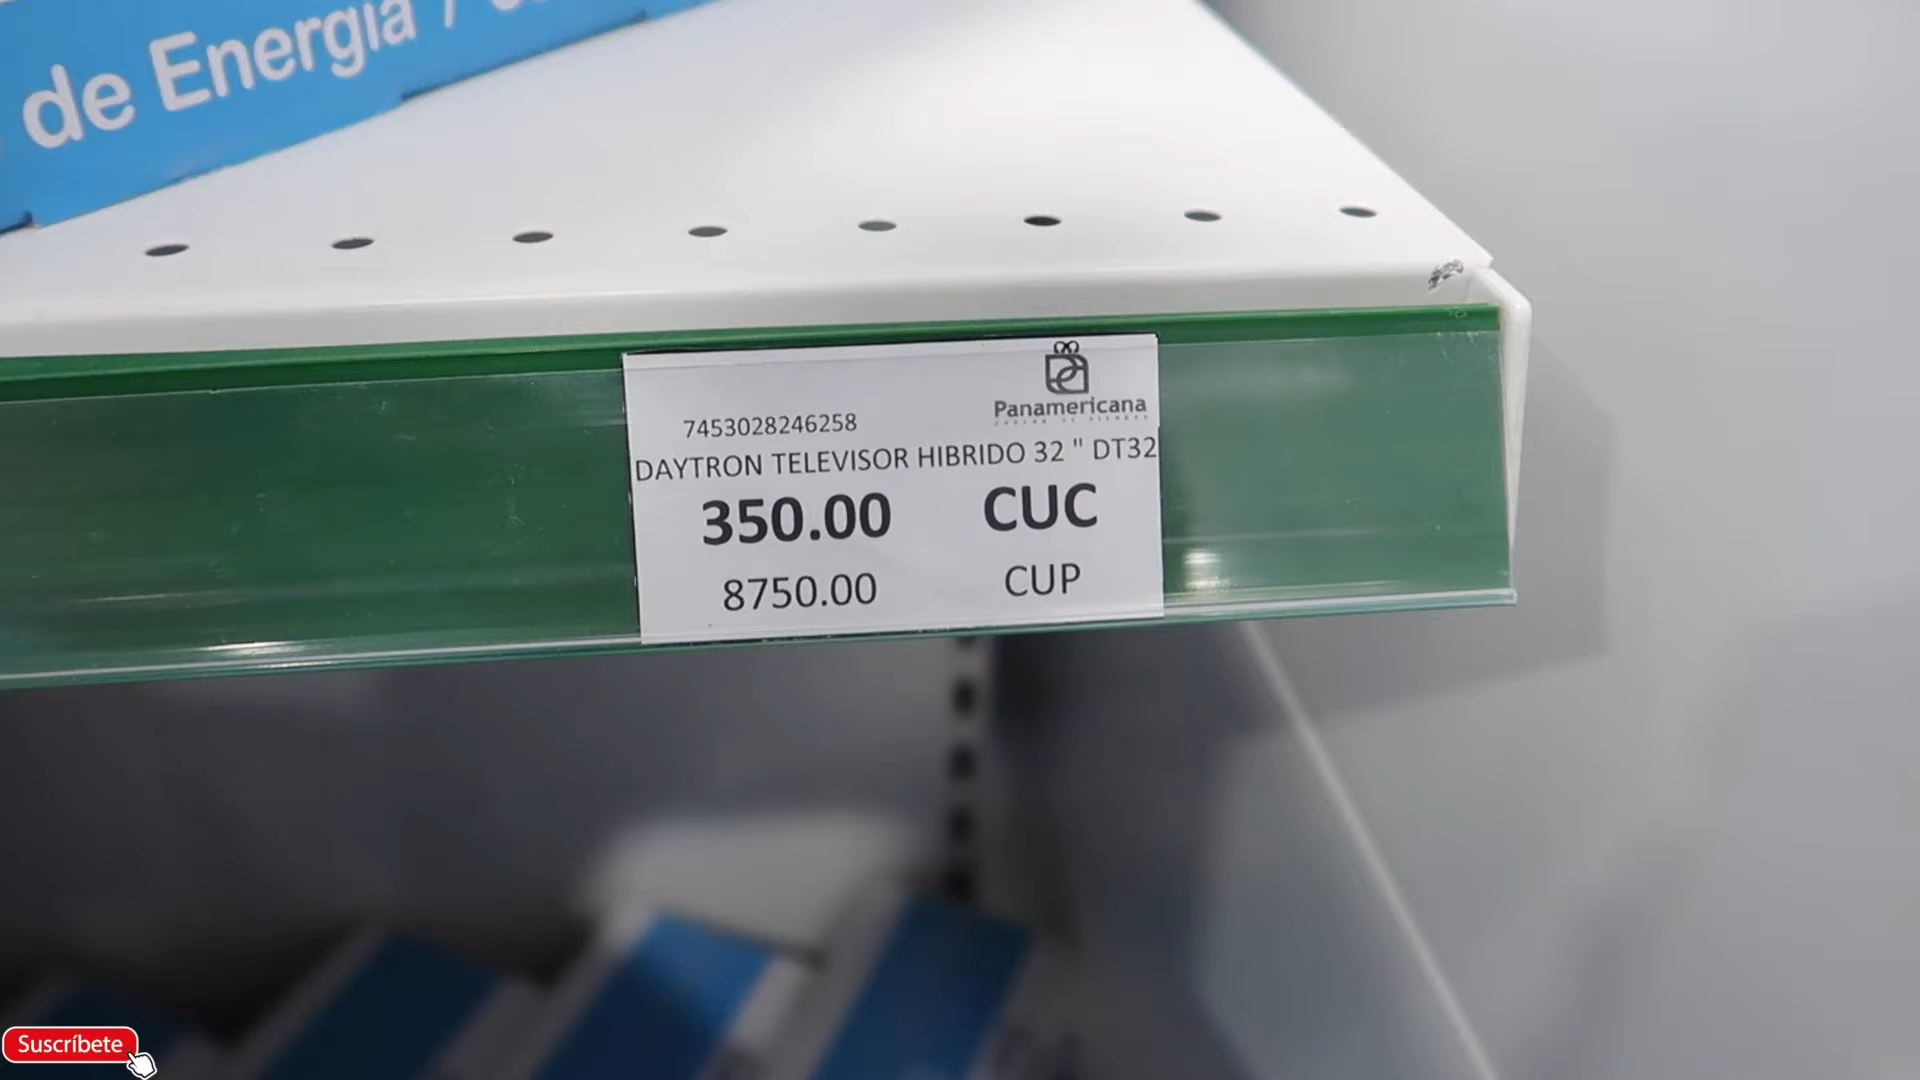 de Energía /
Panamericana
7453028246258
DAYTRON TELEVISOR HIBRIDO 32 " DT32
350.00 CUC
8750.00 CUP
Suscríbete